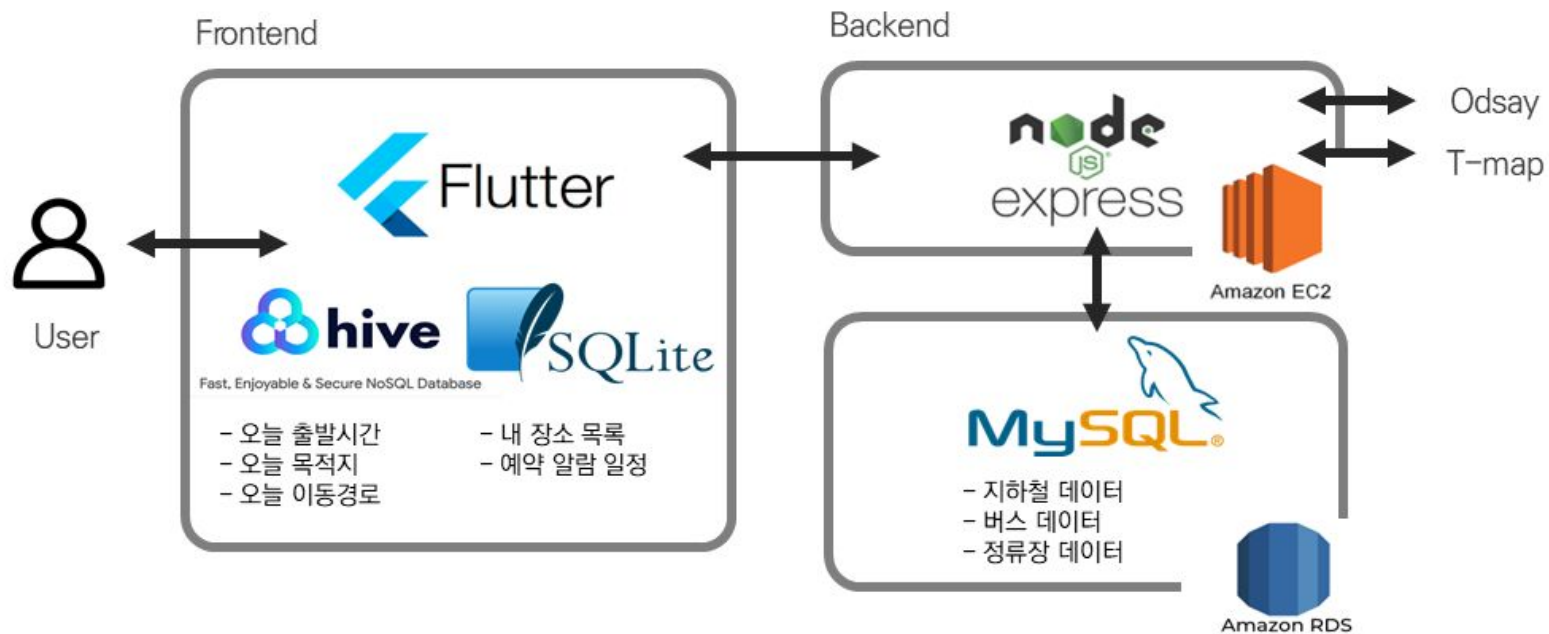 Frontend
Backend
User
Flutter
hive
Fast, Enjoyable & Secure NoSQL Database
SQLite
- 오늘 출발시간
- 오늘 목적지
- 오늘 이동경로
- 내 장소 목록
- 예약 알람 일정
node
JS
express
Amazon EC2
Odsay
T-map
MySQL®
- 지하철 데이터
- 버스 데이터
- 정류장 데이터
Amazon RDS